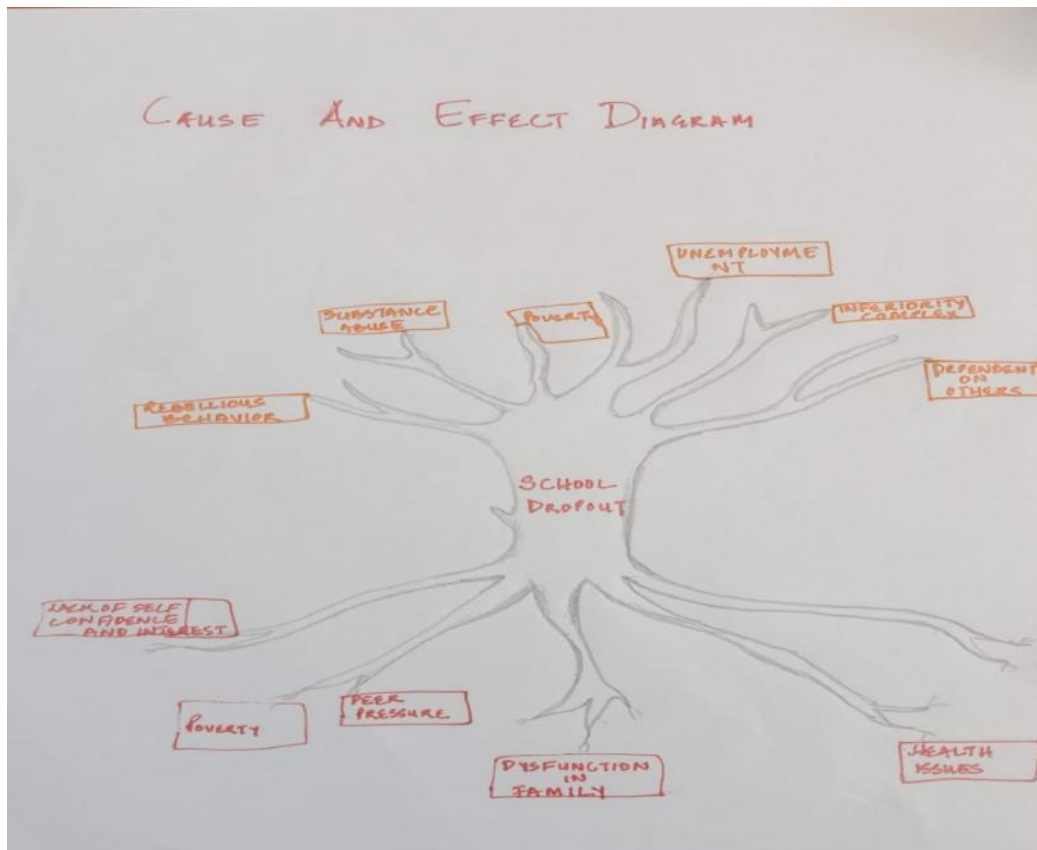 CAUSE AND EFFECT DIAGRAM
UNEMPLOYME
NT
SUBSTANCE
ABUSE
POVERTY
INFERIORITY
COMPLEX
DEPENDENT
ON
OTHERS
REBELLIOUS
BEHAVIOR
SCHOOL
DROPOUT
LACK OF SELF
CONFIDENCE
AND INTEREST
POVERTY
PEER
PRESSURE
DYSFUNCTION
IN
FAMILY
HEALTH
ISSUES